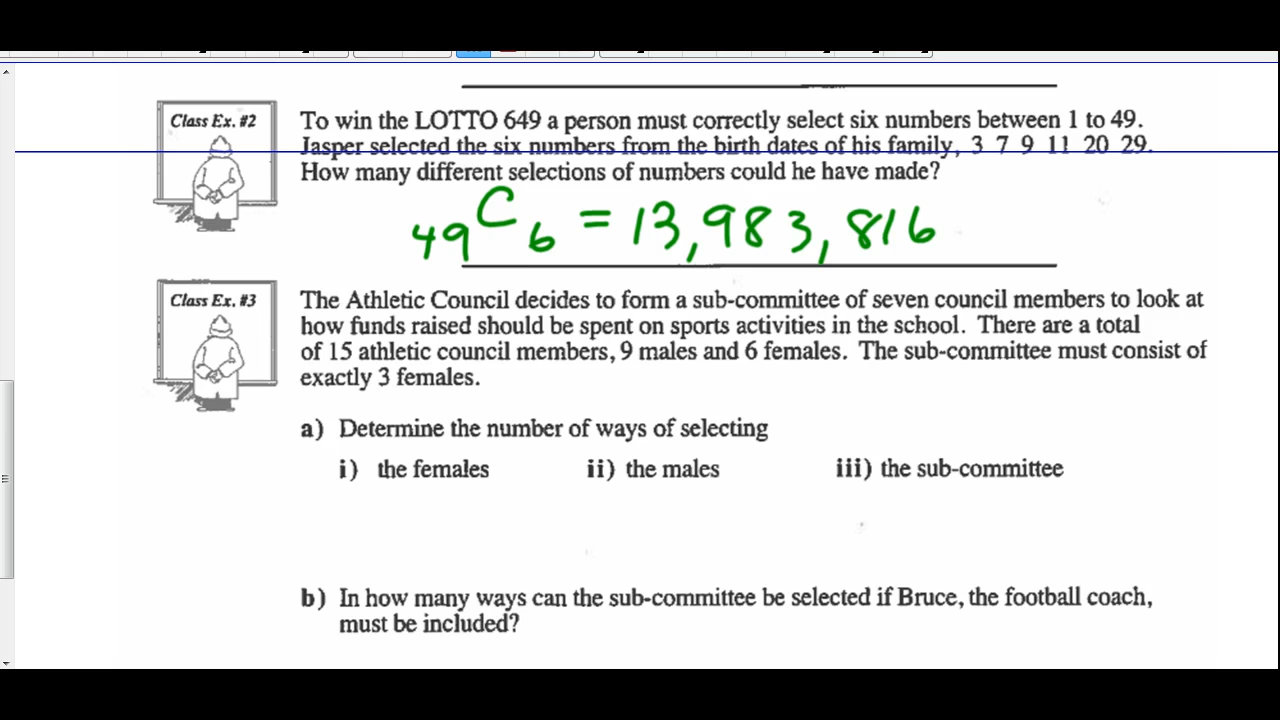 Class Ex. #2
To win the LOTTO 649 a person must correctly select six numbers between 1 to 49.
Jasper selected the six numbers from the birth dates of his family, 3 7 9 11 20 29.
How many different selections of numbers could he have made?
49C6 = 13,983,816
Class Ex. #3
The Athletic Council decides to form a sub-committee of seven council members to look at
how funds raised should be spent on sports activities in the school. There are a total
of 15 athletic council members, 9 males and 6 females. The sub-committee must consist of
exactly 3 females.
a) Determine the number of ways of selecting
i) the females ii) the males iii) the sub-committee
b) In how many ways can the sub-committee be selected if Bruce, the football coach,
must be included?